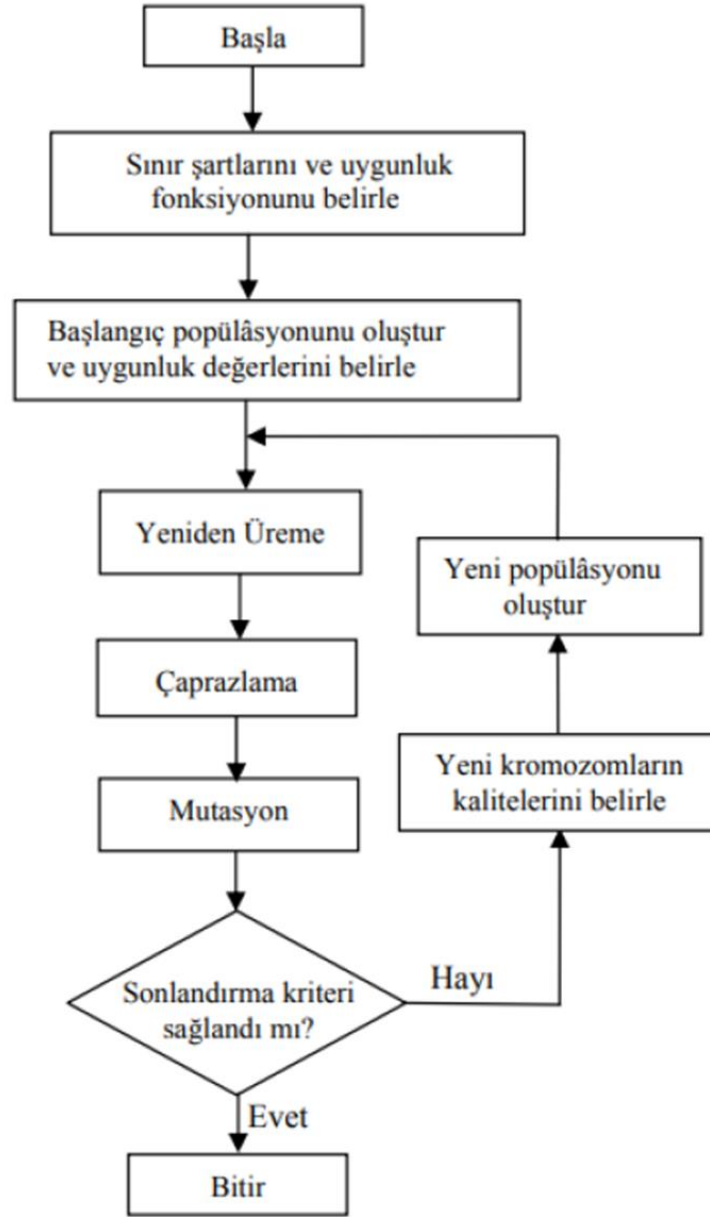 Başla
Sınır şartlarını ve uygunluk
fonksiyonunu belirle
Başlangıç popülâsyonunu oluştur
ve uygunluk değerlerini belirle
Yeniden Üreme
Çaprazlama
Mutasyon
Sonlandırma kriteri
sağlandı mı?
Hayı
Yeni kromozomların
kalitelerini belirle
Yeni popülâsyonu
oluştur
Evet
Bitir